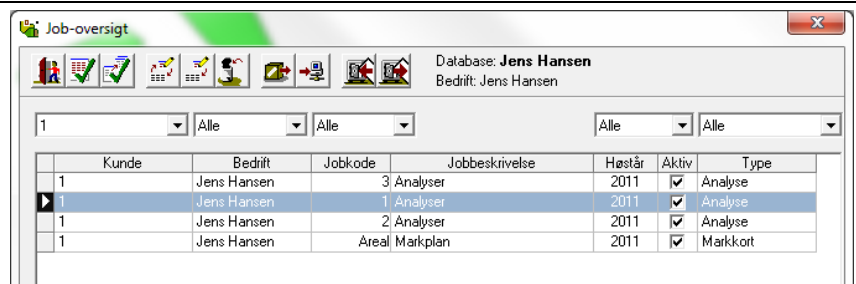 Job-oversigt
Database: Jens Hansen
Bedrift: Jens Hansen
1 Alle Alle Alle Alle
Kunde Bedrift Jobkode Jobbeskrivelse Høstår Aktiv Type
1 Jens Hansen 3 Analyser 2011 Analyse
1 Jens Hansen 1 Analyser 2011 Analyse
1 Jens Hansen 2 Analyser 2011 Analyse
1 Jens Hansen Areal Markplan 2011 Markkort